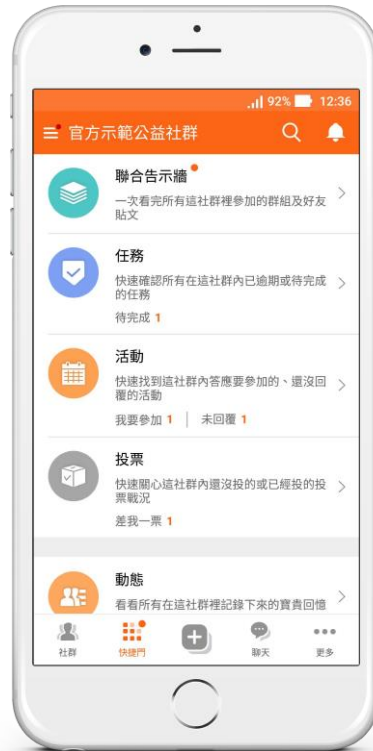 92% 12:36
官方示範公益社群
聯合告示牆
一次看完所有這社群裡參加的群組及好友
貼文
任務
快速確認所有在這社群內已逾期或待完成
的任務
待完成 1
活動
快速找到這社群內答應要參加的、還沒回
覆的活動
我要參加 1 | 未回覆 1
投票
快速關心這社群內還沒投的或已經投的投
票戰況
差我一票 1
動態
看看所有在這社群裡記錄下來的寶貴回憶
社群
快捷門
聊天
更多